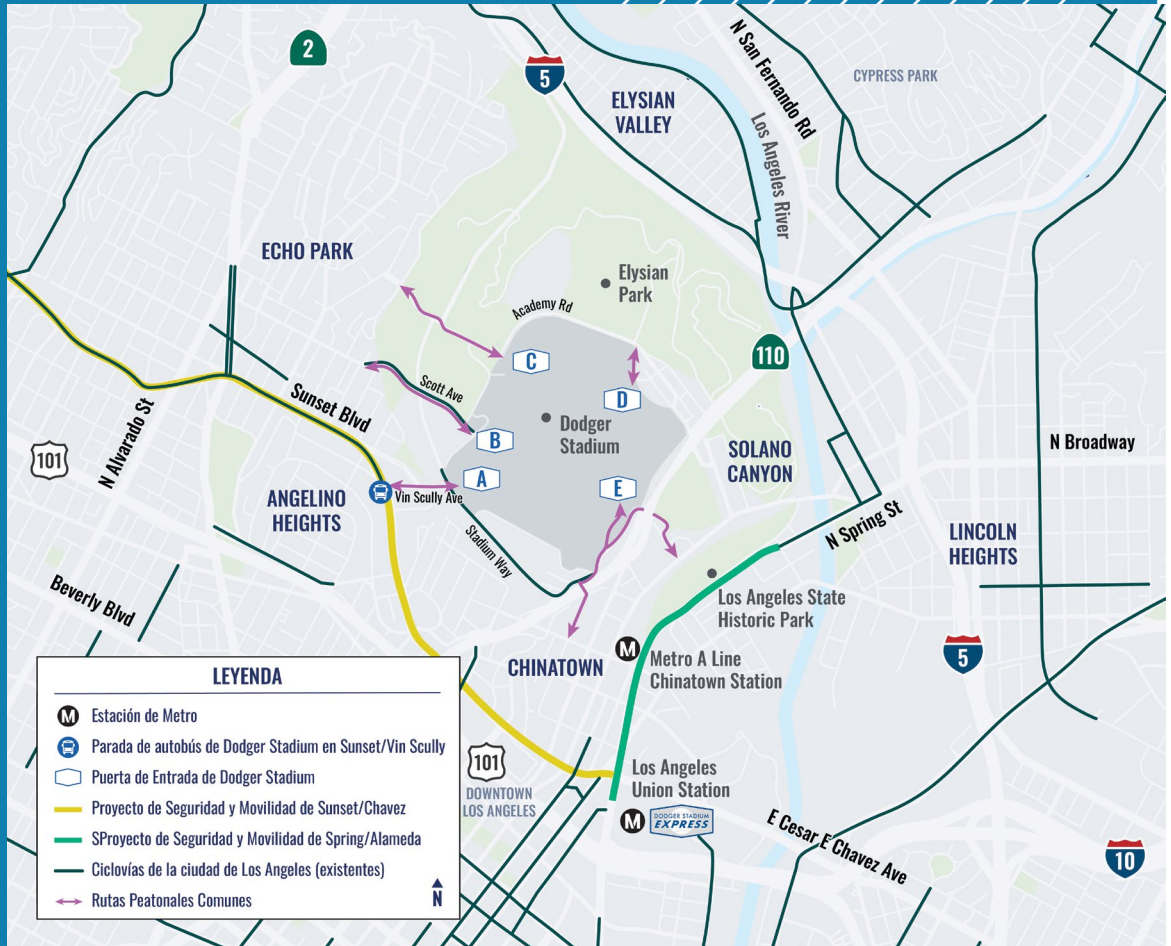 2
5
ELYSIAN
VALLEY
N San Fernando Rd
CYPRESS PARK
Los Angeles River
ECHO PARK
Elysian
Park
Academy Rd
110
C
Scott Ave
D
Sunset Blvd
Dodger
Stadium
B
SOLANO
CANYON
N Alvarado St
101
N Broadway
A
E
Vin Scully Ave
ANGELINO
HEIGHTS
N Spring St
LINCOLN
HEIGHTS
Stadium Way
Beverly Blvd
Los Angeles State
Historic Park
5
CHINATOWN
M
Metro A Line
Chinatown Station
101
DOWNTOWN
LOS ANGELES
Los Angeles
Union Station
M
DODGER STADIUM
EXPRESS
E Cesar E Chavez Ave
10
LEYENDA
M Estación de Metro
Parada de autobús de Dodger Stadium en Sunset/Vin Scully
Puerta de Entrada de Dodger Stadium
Proyecto de Seguridad y Movilidad de Sunset/Chavez
SProyecto de Seguridad y Movilidad de Spring/Alameda
Ciclovías de la ciudad de Los Angeles (existentes)
Rutas Peatonales Comunes
N